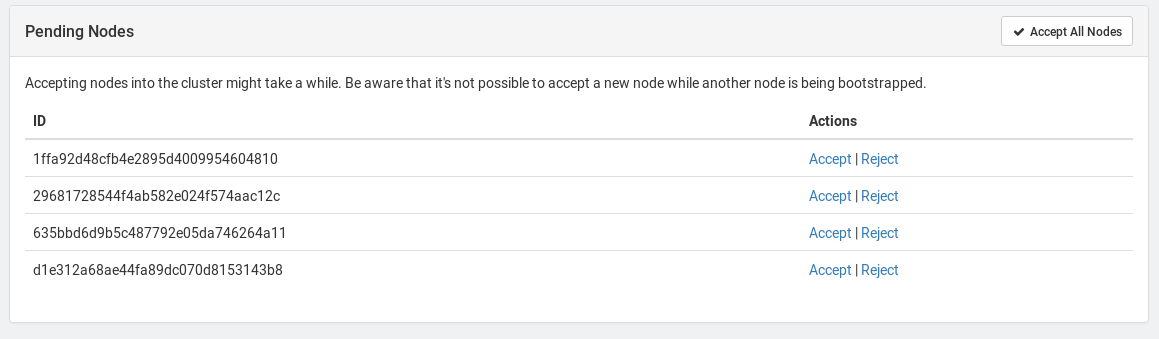 Pending Nodes
Accept All Nodes
Accepting nodes into the cluster might take a while. Be aware that it's not possible to accept a new node while another node is being bootstrapped.
ID Actions
1ffa92d48cfb4e2895d4009954604810 Accept | Reject
29681728544f4ab582e024f574aac12c Accept | Reject
635bbd6d9b5c487792e05da746264a11 Accept | Reject
d1e312a68ae44fa89dc070d8153143b8 Accept | Reject